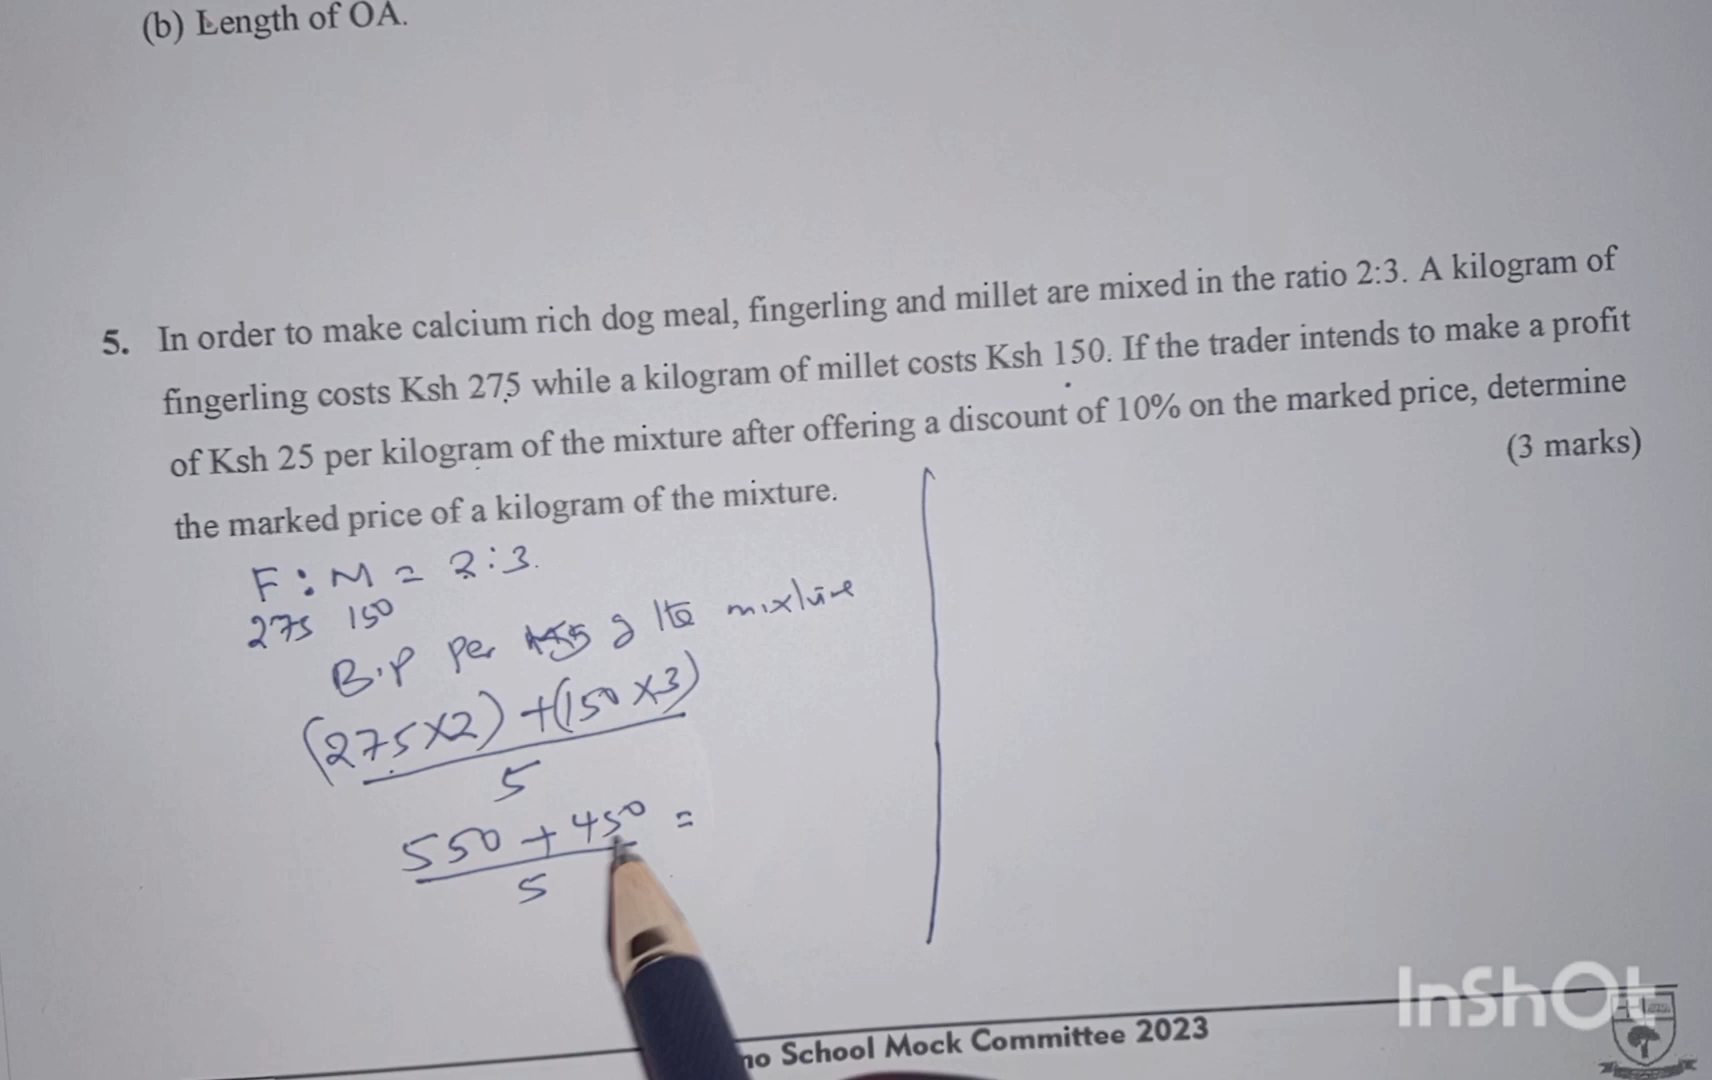 (b) Length of OA.
5. In order to make calcium rich dog meal, fingerling and millet are mixed in the ratio 2:3. A kilogram of
fingerling costs Ksh 275 while a kilogram of millet costs Ksh 150. If the trader intends to make a profit
of Ksh 25 per kilogram of the mixture after offering a discount of 10% on the marked price, determine
the marked price of a kilogram of the mixture.
(3 marks)
F : M = 2:3.
275 150
B.P per g the mixture
(275×2) + (150×3)
5
550 + 450 =
5
School Mock Committee 2023
InShOt